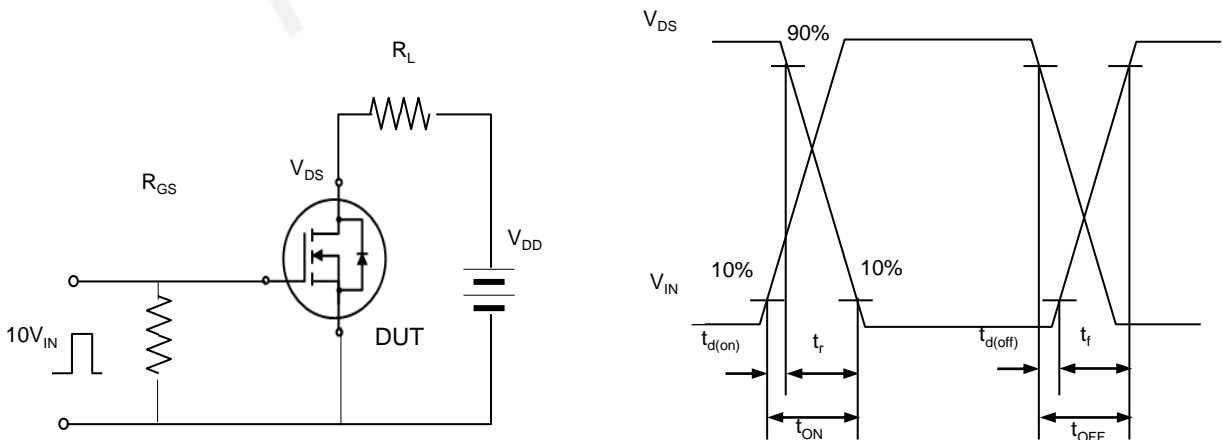 R_L
V_DS
R_GS
V_DD
10V_IN
DUT
V_DS
90%
10%
10%
V_IN
t_d(on)
t_r
t_d(off)
t_f
t_ON
t_OFF